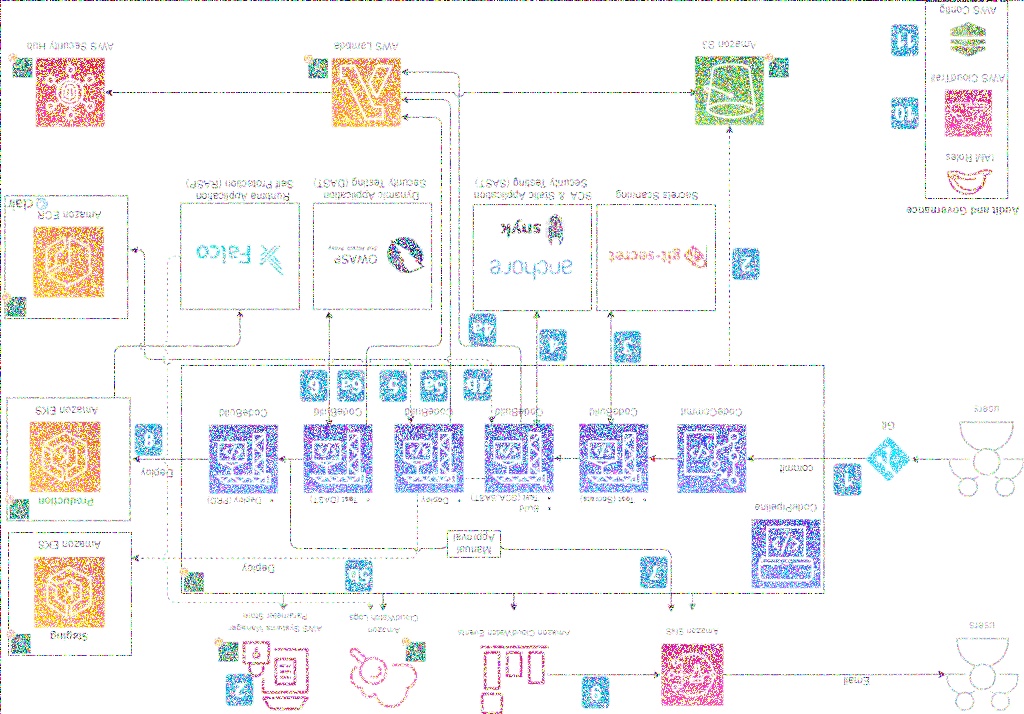 users
Email
Amazon SNS
9
Amazon CloudWatch Events
Amazon
CloudWatch Logs
AWS Systems Manager
Parameter Store
Staging
Amazon EKS
CodePipeline
7
5b
Deploy
Manual
Approval
users
Git
1
commit
CodeCommit
Test (Secrets)
CodeBuild
Build
Test (SCA, SAST)
CodeBuild
Deploy
CodeBuild
Test (DAST)
CodeBuild
Deploy (PRD)
CodeBuild
Deploy
8
Production
Amazon EKS
2
3
4
4a
4b
5a
5
6a
6b
git-secret
Secrets Scanning
anchore
snyk
SCA & Static Application
Security Testing (SAST)
OWASP
Dynamic Application
Security Testing (DAST)
Falco
Runtime Application
Self Protection (RASP)
Amazon ECR
clair
Audit and Governance
IAM Roles
10
AWS CloudTrail
11
AWS Config
Amazon S3
AWS Lambda
AWS Security Hub